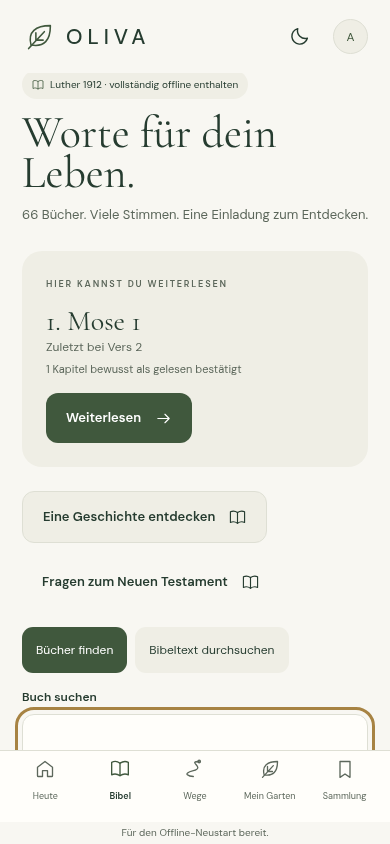 OLIVA
A
Luther 1912 · vollständig offline enthalten
Worte für dein
Leben.
66 Bücher. Viele Stimmen. Eine Einladung zum Entdecken.
HIER KANNST DU WEITERLESEN
1. Mose 1
Zuletzt bei Vers 2
1 Kapitel bewusst als gelesen bestätigt
Weiterlesen →
Eine Geschichte entdecken
Fragen zum Neuen Testament
Bücher finden
Bibeltext durchsuchen
Buch suchen
Heute
Bibel
Wege
Mein Garten
Sammlung
Für den Offline-Neustart bereit.